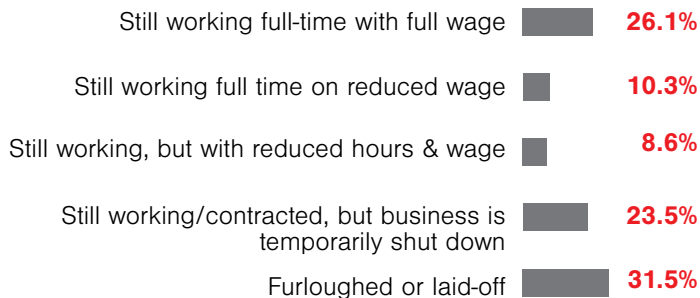 Still working full-time with full wage 26.1%
Still working full time on reduced wage 10.3%
Still working, but with reduced hours & wage 8.6%
Still working/contracted, but business is
temporarily shut down 23.5%
Furloughed or laid-off 31.5%